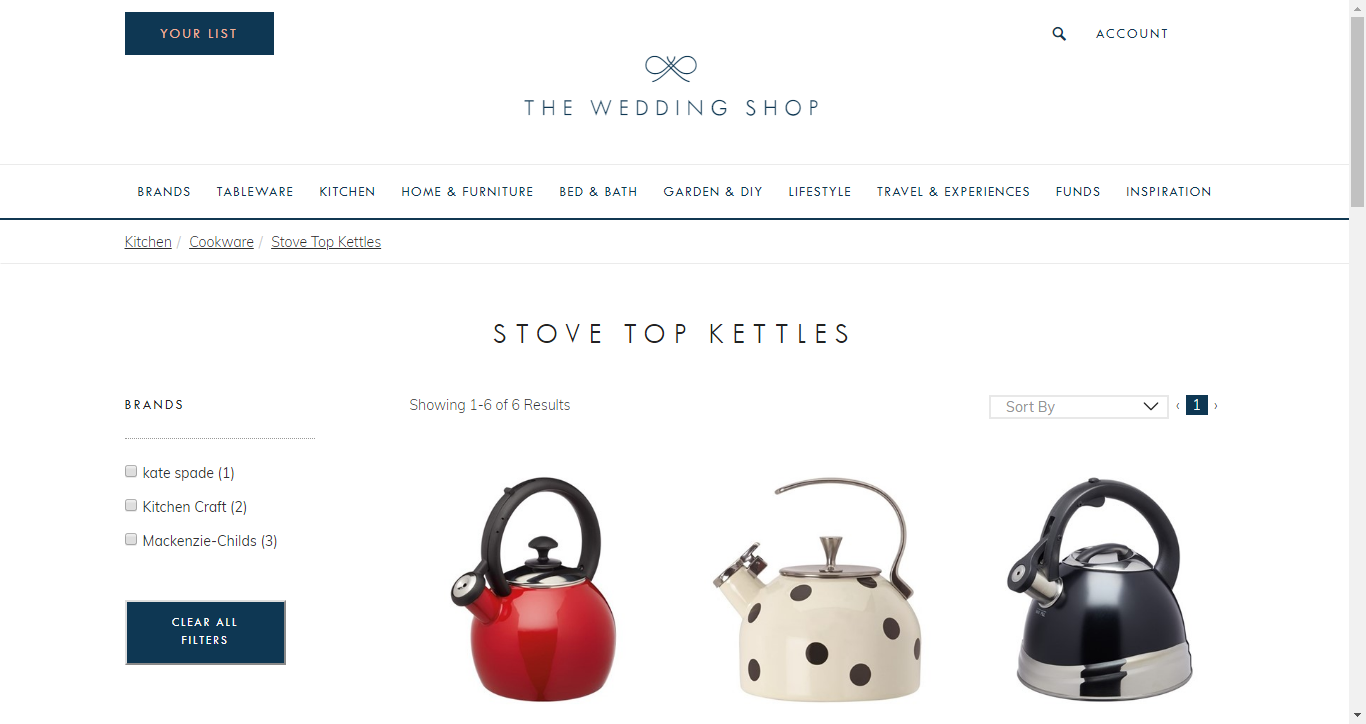 YOUR LIST
ACCOUNT
THE WEDDING SHOP
BRANDS TABLEWARE KITCHEN HOME & FURNITURE BED & BATH GARDEN & DIY LIFESTYLE TRAVEL & EXPERIENCES FUNDS INSPIRATION
Kitchen / Cookware / Stove Top Kettles
STOVE TOP KETTLES
BRANDS
Showing 1-6 of 6 Results
Sort By
‹ 1 ›
kate spade (1)
Kitchen Craft (2)
Mackenzie-Childs (3)
CLEAR ALL
FILTERS